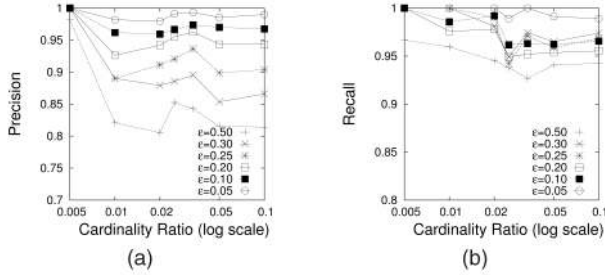 1
0.95
0.9
0.85
0.8
0.75
0.7
Precision
ε=0.50
ε=0.30
ε=0.25
ε=0.20
ε=0.10
ε=0.05
0.005 0.01 0.02 0.05 0.1
Cardinality Ratio (log scale)
(a)
1
0.95
0.9
0.85
0.8
Recall
ε=0.50
ε=0.30
ε=0.25
ε=0.20
ε=0.10
ε=0.05
0.005 0.01 0.02 0.05 0.1
Cardinality Ratio (log scale)
(b)